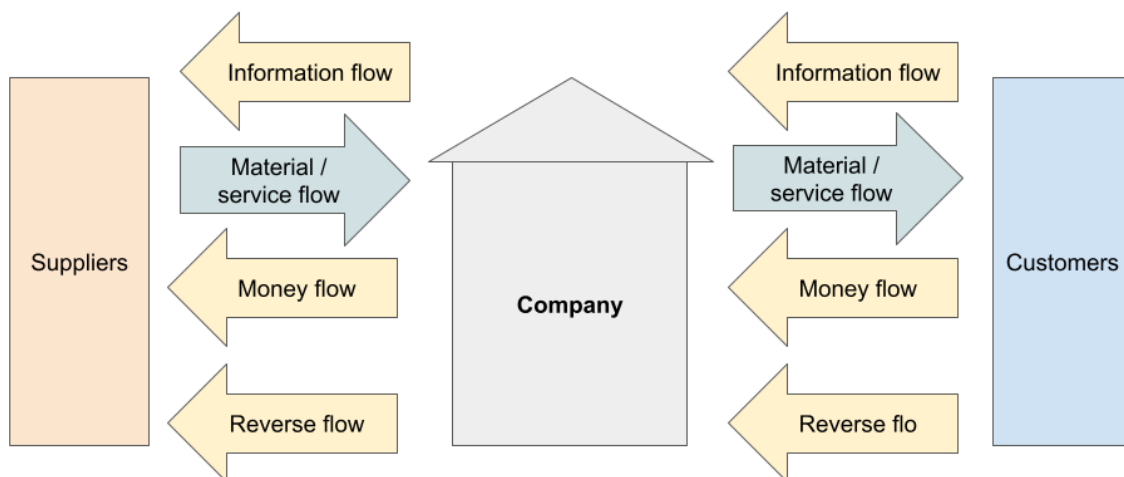 Information flow
Information flow
Material /
service flow
Material /
service flow
Suppliers
Customers
Money flow
Money flow
Company
Reverse flow
Reverse flo